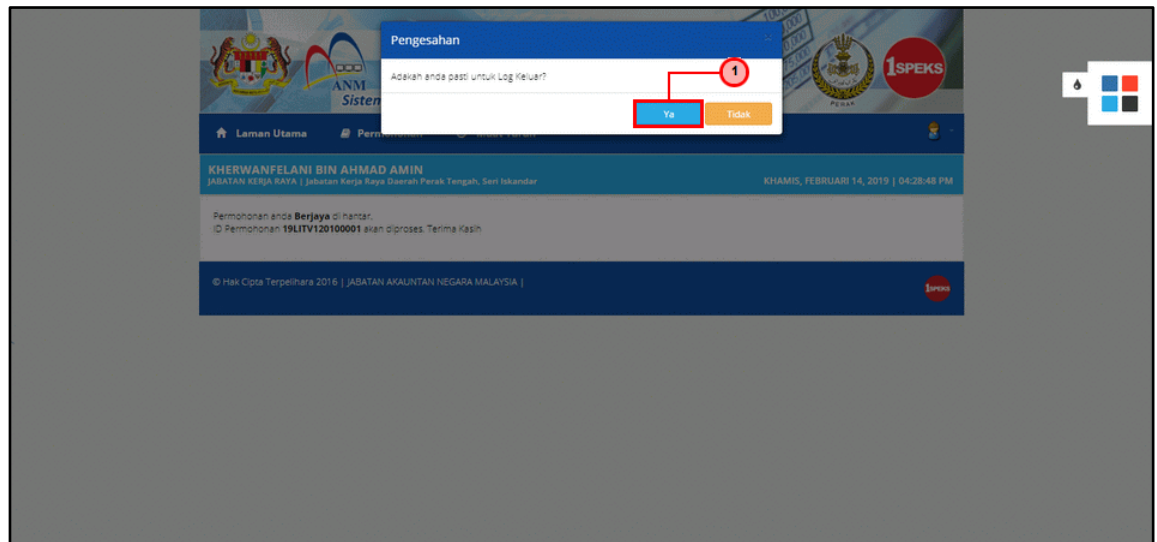 Pengesahan
Adakah anda pasti untuk Log Keluar?
1
Ya
Tidak
ANM
Sistem
PERAK
1SPEKS
Laman Utama
KHERWANFELANI BIN AHMAD AMIN
JABATAN KERJA RAYA | Jabatan Kerja Raya Daerah Perak Tengah, Seri Iskandar
KHAMIS, FEBRUARI 14, 2019 | 04:28:48 PM
Permohonan anda Berjaya di hantar.
ID Permohonan 19LITV120100001 akan diproses. Terima Kasih
© Hak Cipta Terpelihara 2016 | JABATAN AKAUNTAN NEGARA MALAYSIA |
1SPEKS